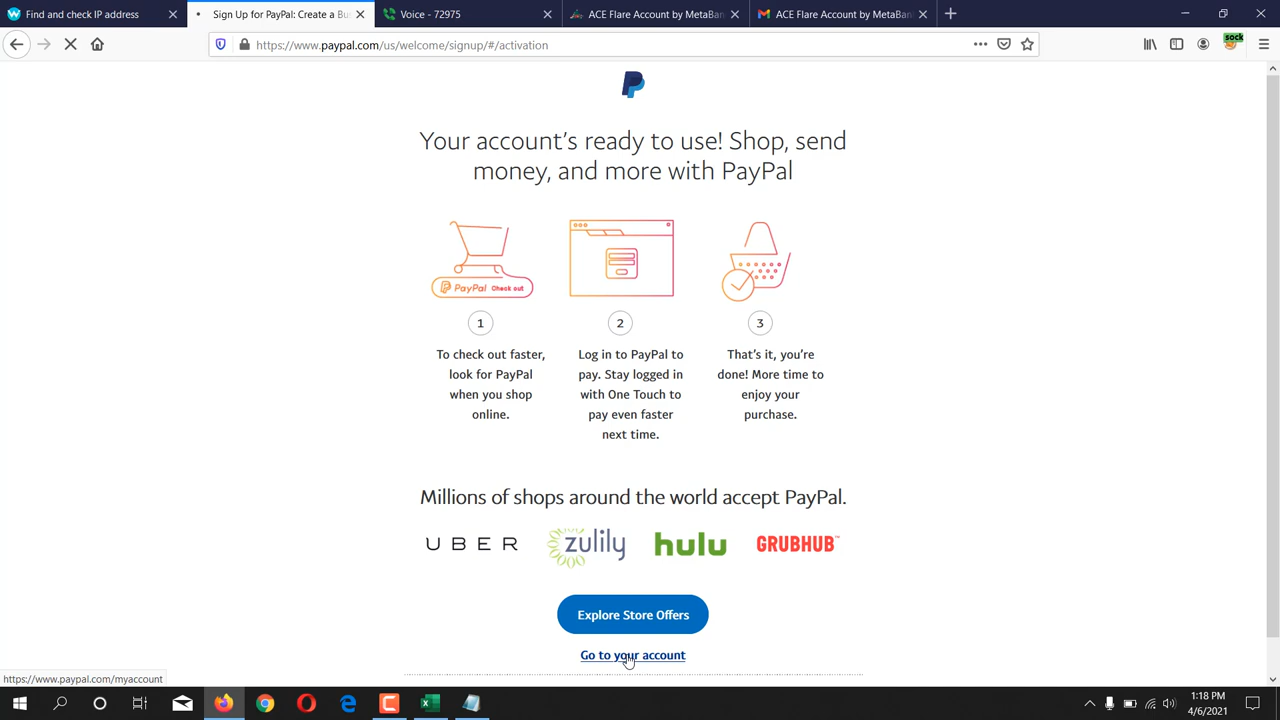 Find and check IP address
Sign Up for PayPal: Create a Bu
Voice - 72975
ACE Flare Account by MetaBan
ACE Flare Account by MetaBan
https://www.paypal.com/us/welcome/signup/#/activation
sock
Your account's ready to use! Shop, send
money, and more with PayPal
PayPal Check out
1
2
3
To check out faster,
look for PayPal
when you shop
online.
Log in to PayPal to
pay. Stay logged in
with One Touch to
pay even faster
next time.
That's it, you're
done! More time to
enjoy your
purchase.
Millions of shops around the world accept PayPal.
UBER
zulily
hulu
GRUBHUB™
Explore Store Offers
Go to your account
https://www.paypal.com/myaccount
1:18 PM
4/6/2021